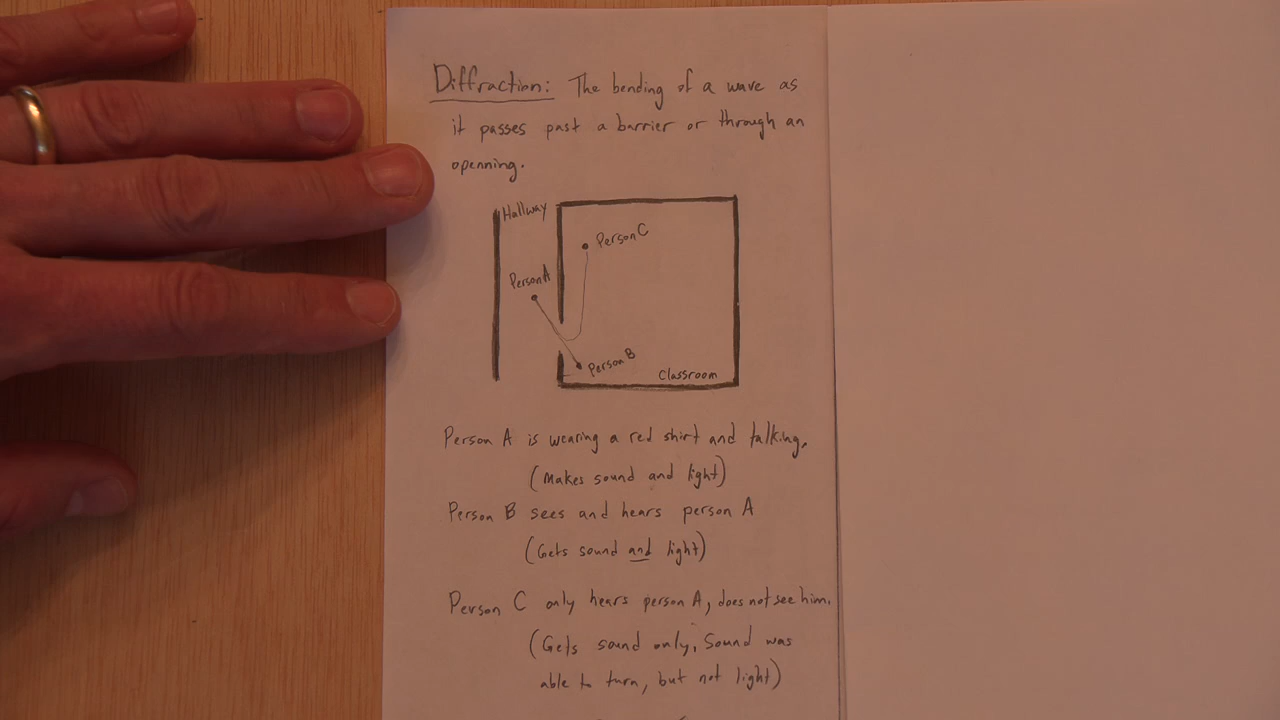 Diffraction: The bending of a wave as
it passes past a barrier or through an
openning.
Hallway
Person C
Person A
Person B
Classroom
Person A is wearing a red shirt and talking.
(Makes sound and light)
Person B sees and hears person A
(Gets sound and light)
Person C only hears person A, does not see him.
(Gets sound only, Sound was
able to turn, but not light)